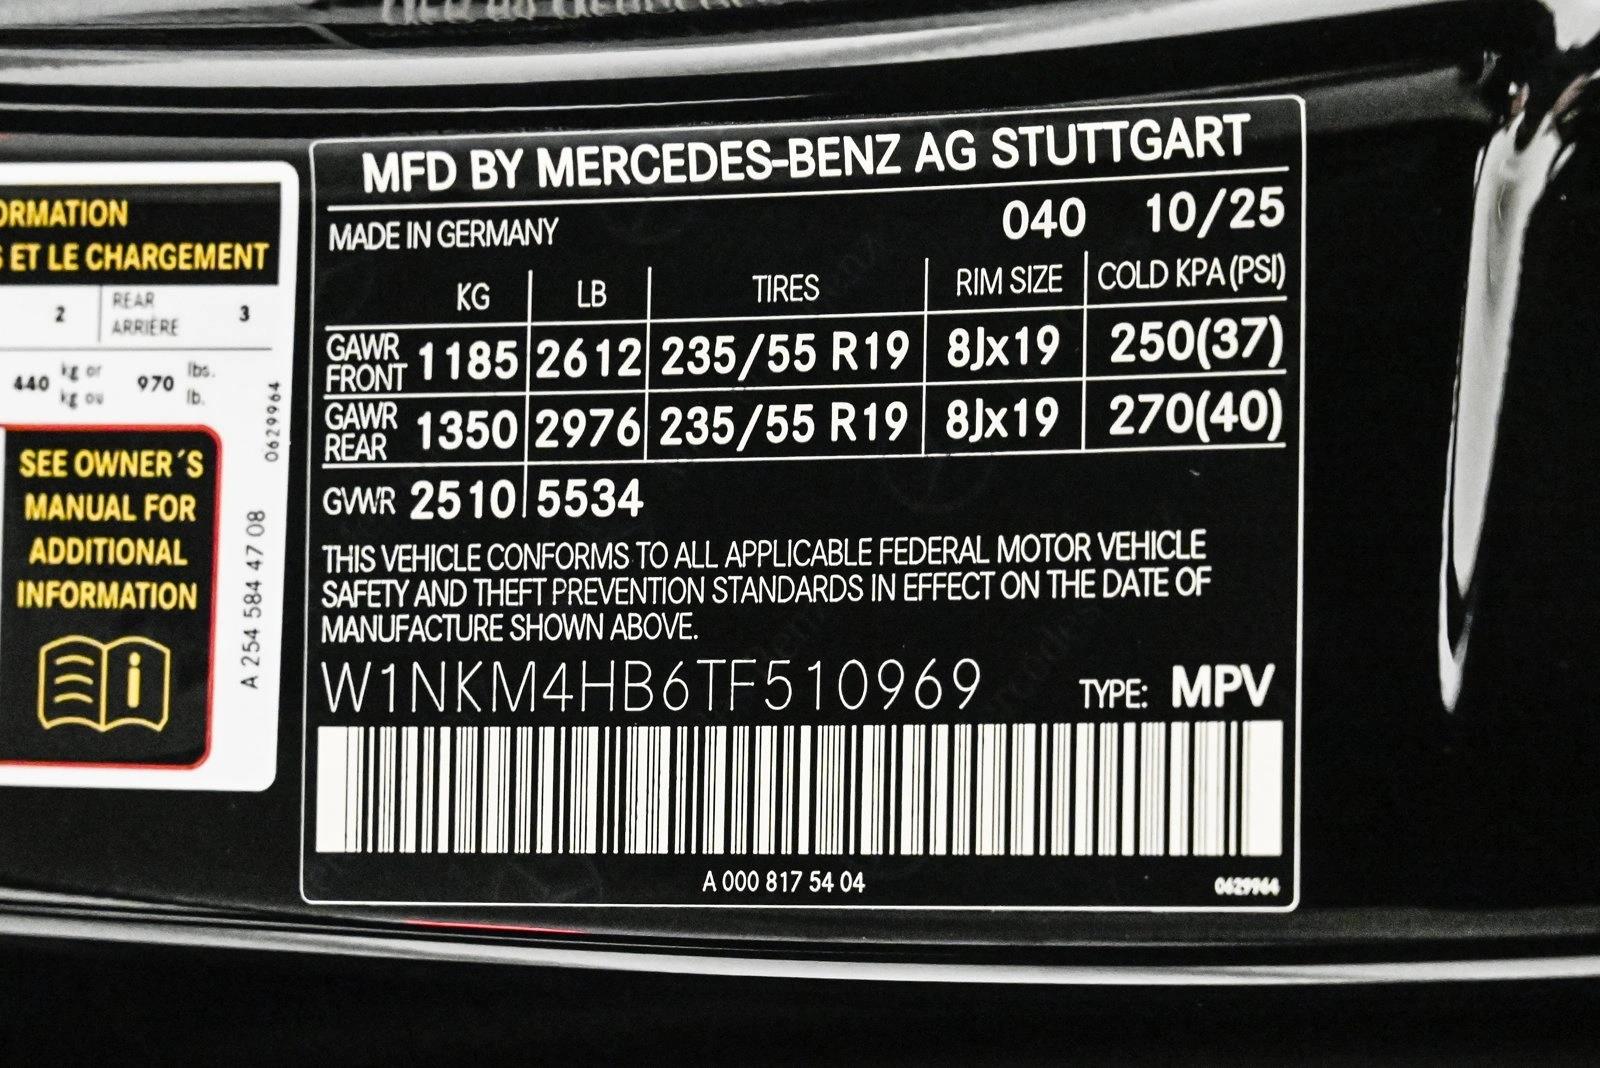 ORMATION
S ET LE CHARGEMENT
2 REAR
ARRIÈRE 3
440 kg or
kg ou 970 lbs.
lb.
SEE OWNER´S
MANUAL FOR
ADDITIONAL
INFORMATION
i
0629964
A 254 584 47 08
MFD BY MERCEDES-BENZ AG STUTTGART
MADE IN GERMANY 040 10/25
KG LB TIRES RIM SIZE COLD KPA (PSI)
GAWR
FRONT 1185 2612 235/55 R19 8Jx19 250(37)
GAWR
REAR 1350 2976 235/55 R19 8Jx19 270(40)
GVWR 2510 5534
THIS VEHICLE CONFORMS TO ALL APPLICABLE FEDERAL MOTOR VEHICLE
SAFETY AND THEFT PREVENTION STANDARDS IN EFFECT ON THE DATE OF
MANUFACTURE SHOWN ABOVE.
W1NKM4HB6TF510969 TYPE: MPV
A 000 817 54 04
0629964